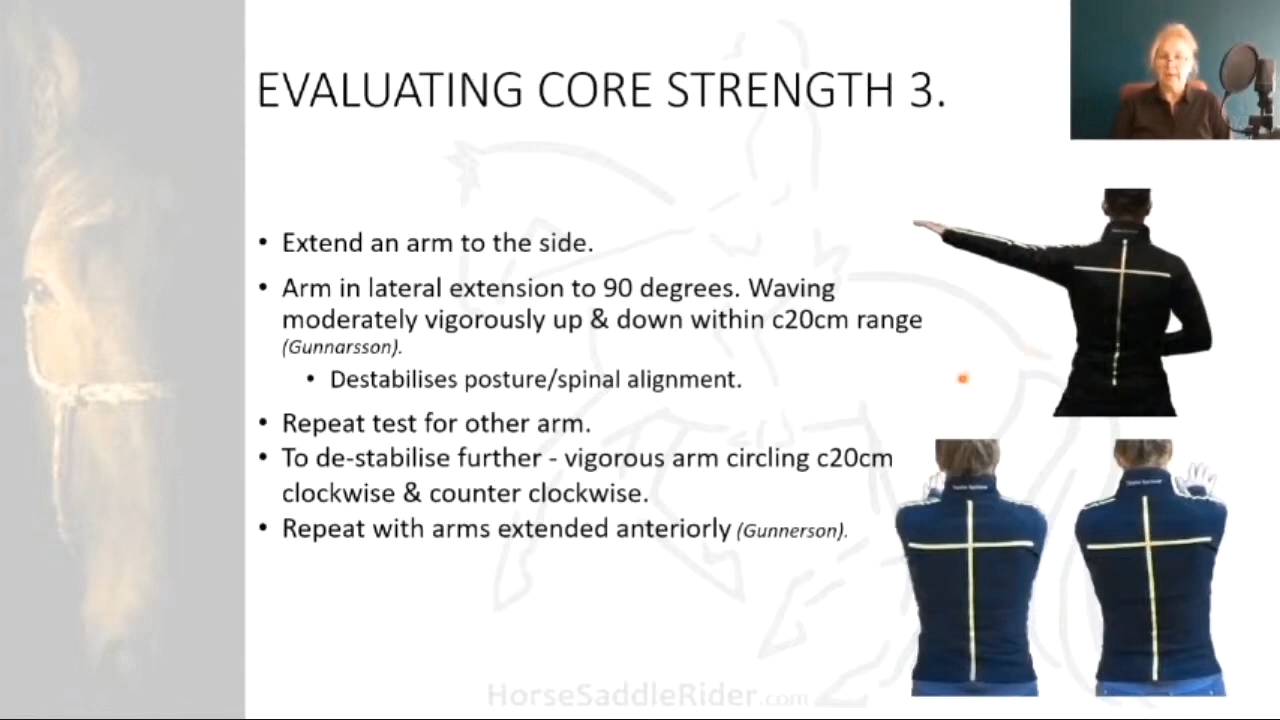 EVALUATING CORE STRENGTH 3.
• Extend an arm to the side.
• Arm in lateral extension to 90 degrees. Waving
moderately vigorously up & down within c20cm range
(Gunnarsson).
• Destabilises posture/spinal alignment.
• Repeat test for other arm.
• To de-stabilise further - vigorous arm circling c20cm
clockwise & counter clockwise.
• Repeat with arms extended anteriorly (Gunnerson).
HorseSaddleRider.com